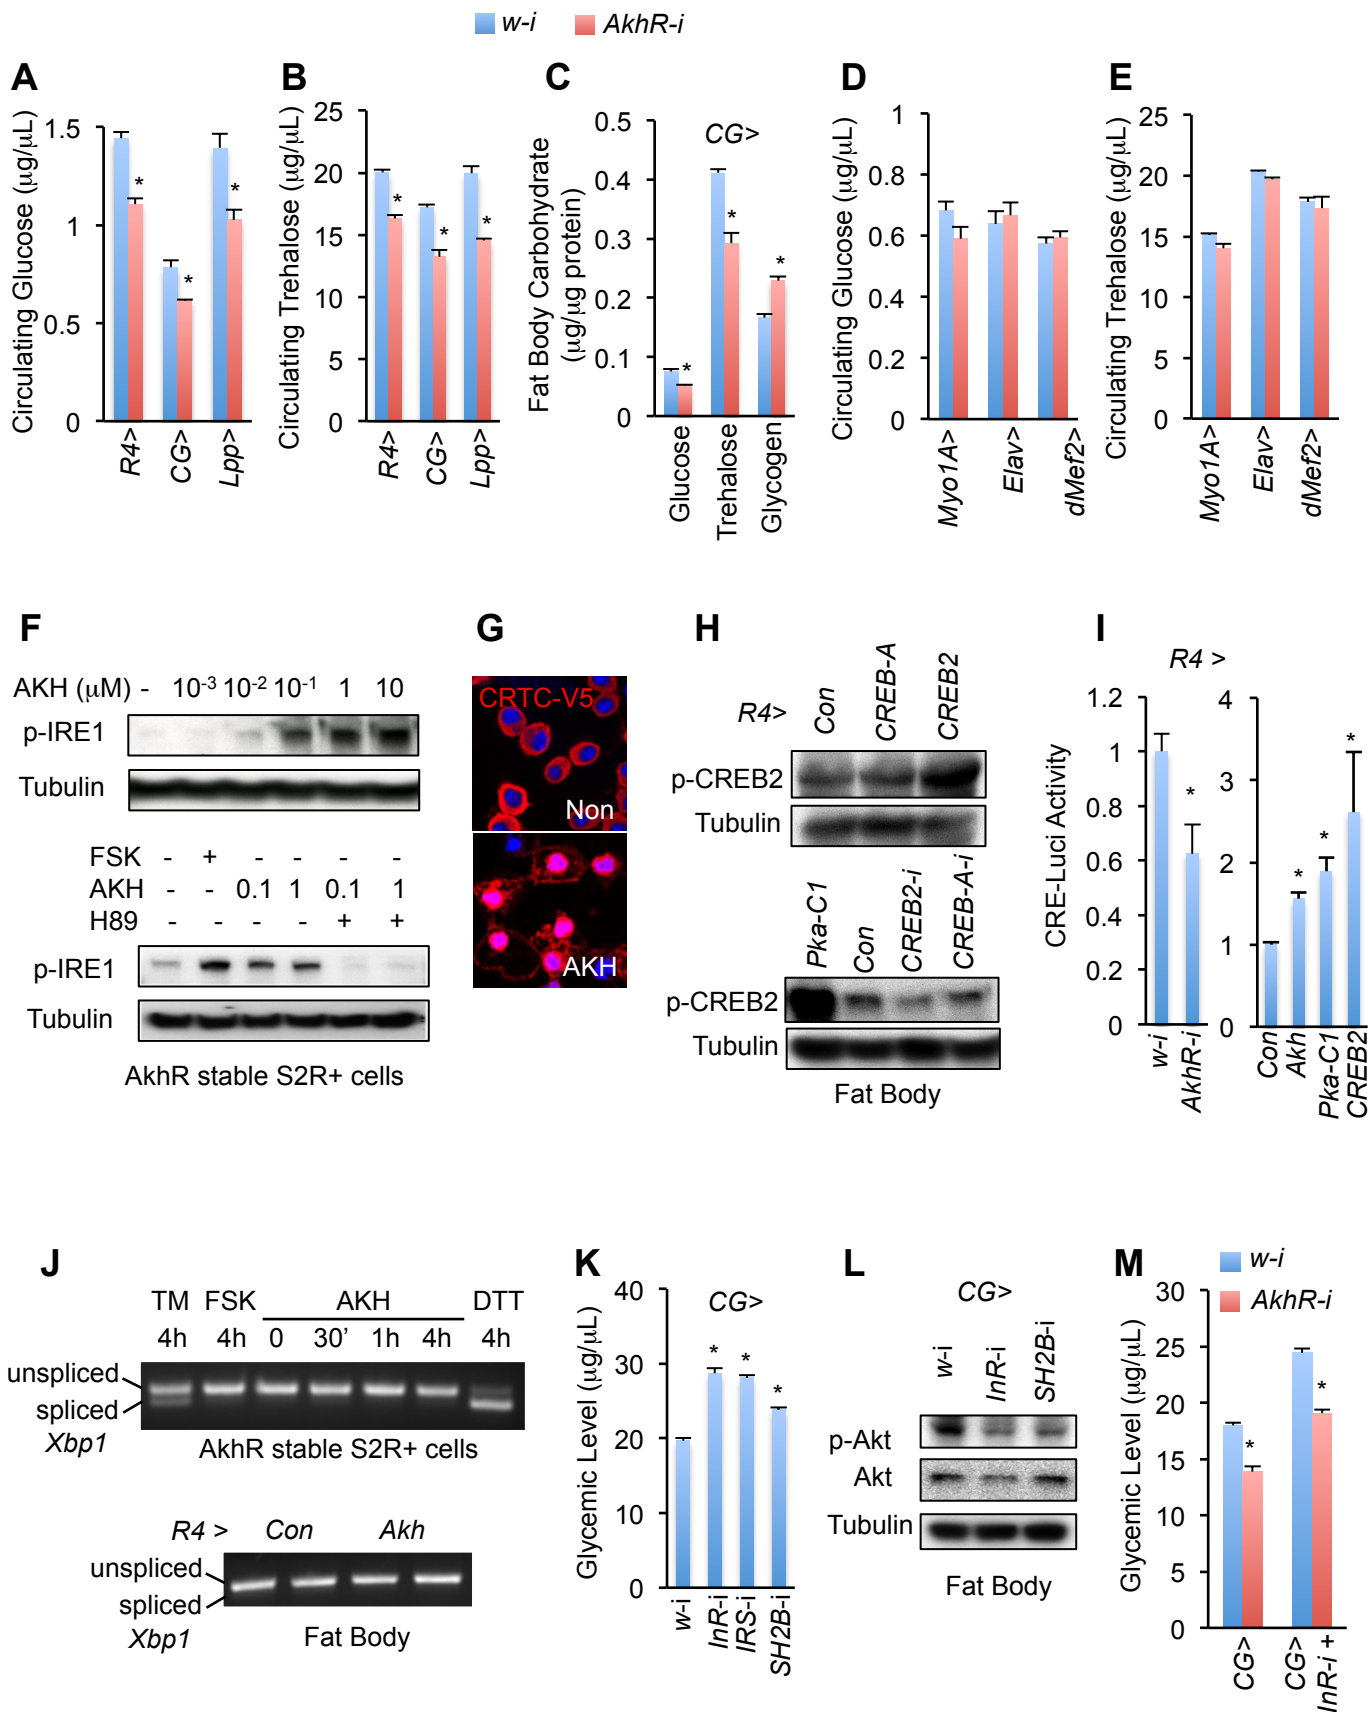 w-i AkhR-i
A
Circulating Glucose (μg/μL)
1.5
1
0.5
0
* * *
R4> CG> Lpp>
B
Circulating Trehalose (μg/μL)
25
20
15
10
5
0
* * *
R4> CG> Lpp>
C
Fat Body Carbohydrate
(μg/μg protein)
CG>
0.5
0.4
0.3
0.2
0.1
0
* * *
Glucose Trehalose Glycogen
D
Circulating Glucose (μg/μL)
1
0.8
0.6
0.4
0.2
0
Myo1A> Elav> dMef2>
E
Circulating Trehalose (μg/μL)
25
20
15
10
5
0
Myo1A> Elav> dMef2>
F
AKH (μM) - 10-3 10-2 10-1 1 10
p-IRE1
Tubulin
FSK - + - - - -
AKH - - 0.1 1 0.1 1
H89 - - - - + +
p-IRE1
Tubulin
AkhR stable S2R+ cells
G
CRTC-V5
Non
AKH
H
R4> Con CREB-A CREB2
p-CREB2
Tubulin
Pka-C1 Con CREB2-i CREB-A-i
p-CREB2
Tubulin
Fat Body
I
R4 >
CRE-Luci Activity
1.2
1
0.8
0.6
0.4
0.2
0
*
w-i AkhR-i
4
3
2
1
0
* * *
Con Akh Pka-C1 CREB2
J
TM FSK AKH DTT
4h 4h 0 30’ 1h 4h 4h
unspliced
spliced
Xbp1
AkhR stable S2R+ cells
R4 > Con Akh
unspliced
spliced
Xbp1
Fat Body
K
Glycemic Level (μg/μL)
CG>
40
30
20
10
0
* * *
w-i InR-i IRS-i SH2B-i
L
CG>
w-i InR-i SH2B-i
p-Akt
Akt
Tubulin
Fat Body
M
w-i
AkhR-i
Glycemic Level (μg/μL)
30
25
20
15
10
5
0
* *
CG> CG>
InR-i +